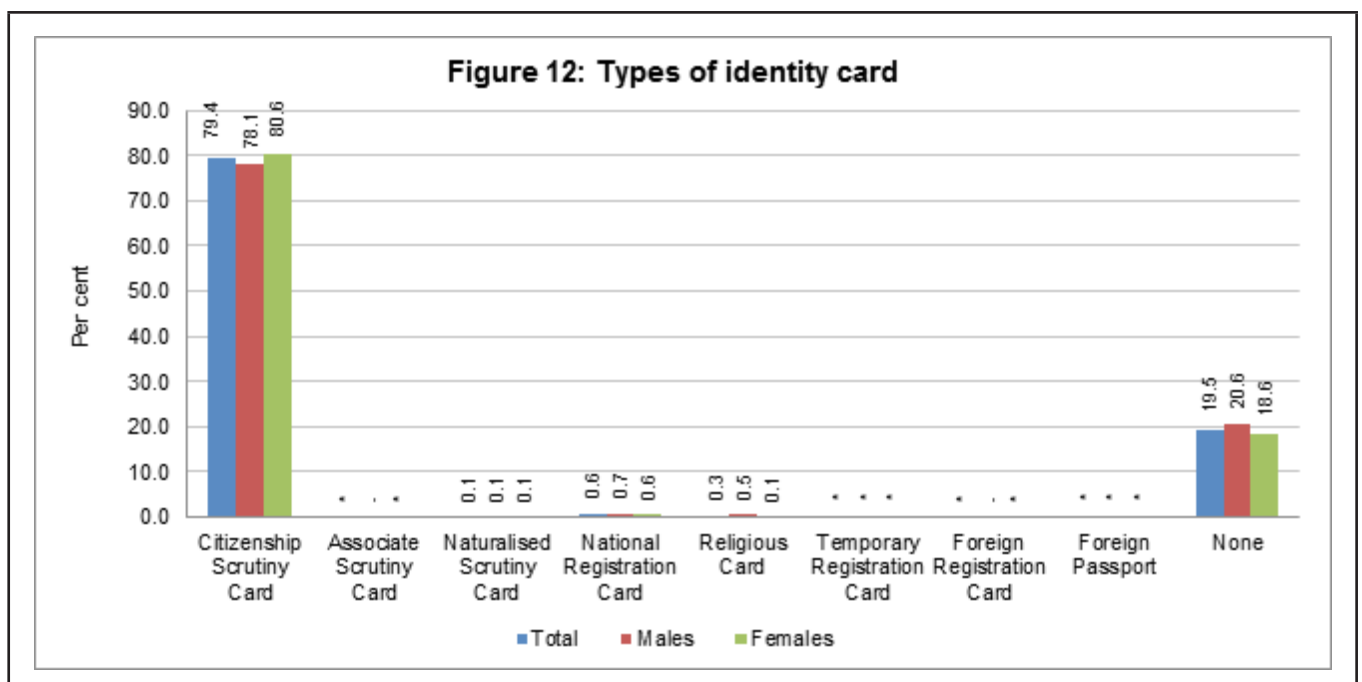 Figure 12: Types of identity card
Per cent
90.0
80.0
70.0
60.0
50.0
40.0
30.0
20.0
10.0
0.0
79.4 78.1 80.6
* - *
0.1 0.1 0.1
0.6 0.7 0.6
0.3 0.5 0.1
* * *
* - *
* * *
19.5 20.6 18.6
Citizenship Scrutiny Card
Associate Scrutiny Card
Naturalised Scrutiny Card
National Registration Card
Religious Card
Temporary Registration Card
Foreign Registration Card
Foreign Passport
None
Total Males Females